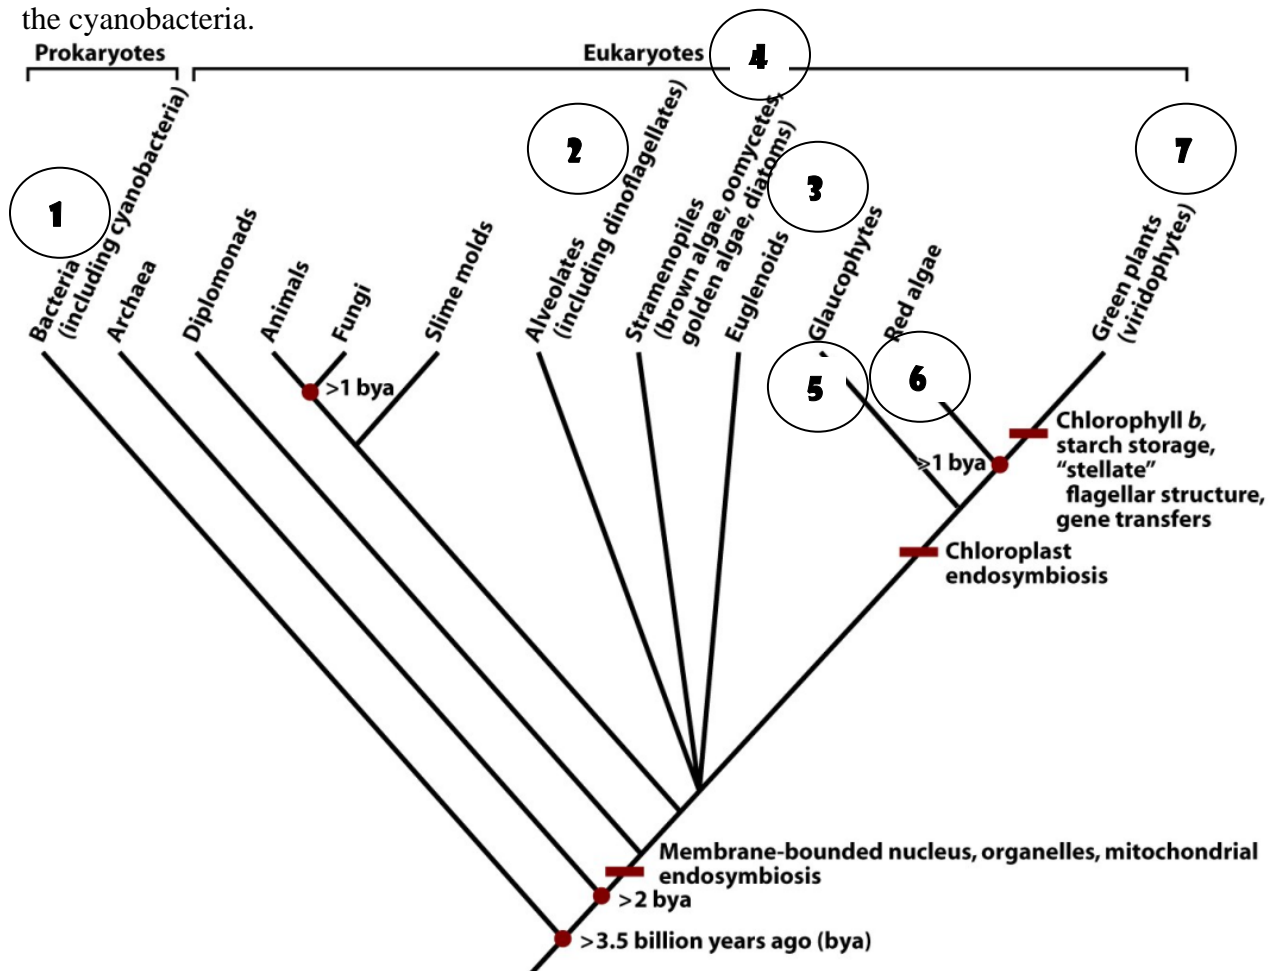 the cyanobacteria.
Prokaryotes
Eukaryotes
4
2
3
7
1
Bacteria
(including cyanobacteria)
Archaea
Diplomonads
Animals
Fungi
Slime molds
Alveolates
(including dinoflagellates)
Stramenopiles
(brown algae, oomycetes,
golden algae, diatoms)
Euglenoids
Glaucophytes
Red algae
Green plants
(viridophytes)
5
6
>1 bya
>1 bya
Chlorophyll b,
starch storage,
“stellate”
flagellar structure,
gene transfers
Chloroplast
endosymbiosis
Membrane-bounded nucleus, organelles, mitochondrial
endosymbiosis
>2 bya
>3.5 billion years ago (bya)